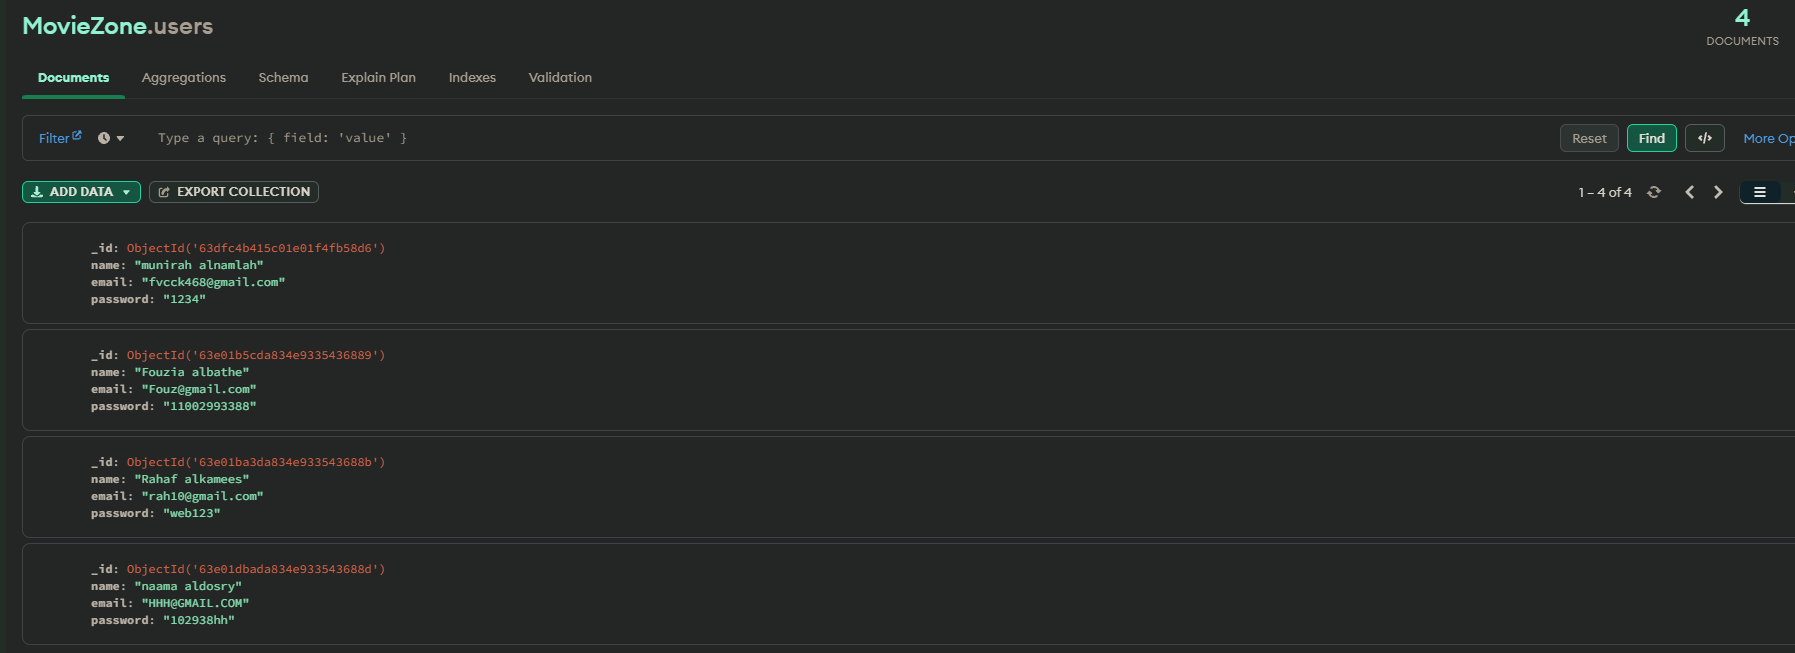 MovieZone.users
4
DOCUMENTS
Documents Aggregations Schema Explain Plan Indexes Validation
Filter Type a query: { field: 'value' } Reset Find </> More Op
ADD DATA EXPORT COLLECTION 1 – 4 of 4
_id: ObjectId('63dfc4b415c01e01f4fb58d6')
name: "munirah alnamlah"
email: "fvcck468@gmail.com"
password: "1234"
_id: ObjectId('63e01b5cda834e9335436889')
name: "Fouzia albathe"
email: "Fouz@gmail.com"
password: "11002993388"
_id: ObjectId('63e01ba3da834e933543688b')
name: "Rahaf alkamees"
email: "rah10@gmail.com"
password: "web123"
_id: ObjectId('63e01dbada834e933543688d')
name: "naama aldosry"
email: "HHH@GMAIL.COM"
password: "102938hh"